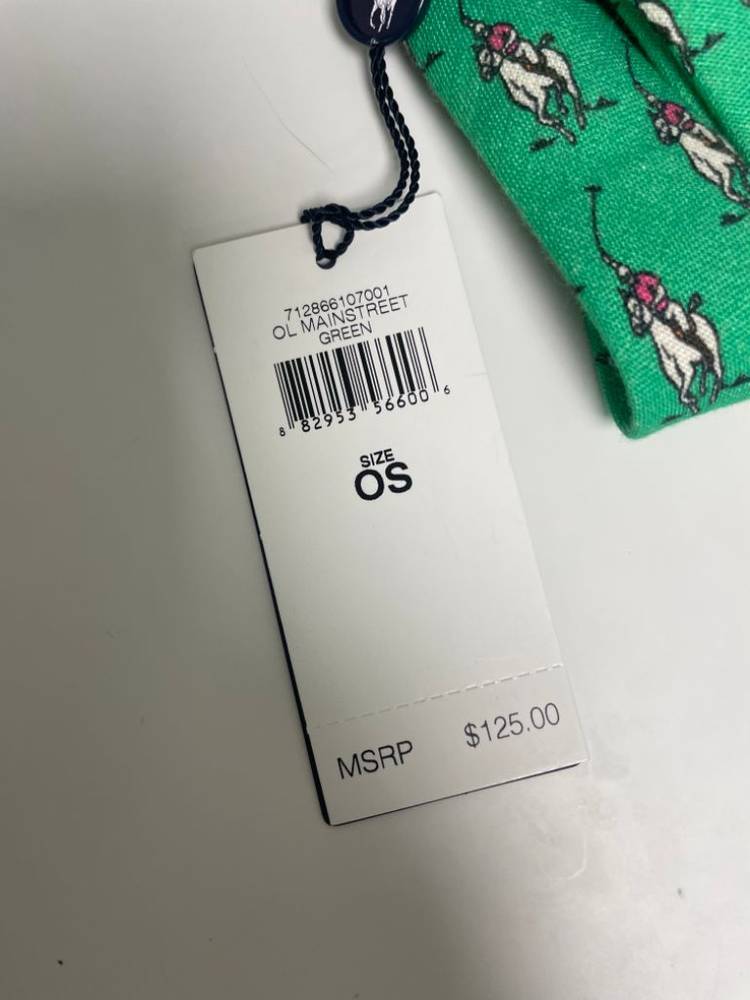 712866107001
OL MAINSTREET
GREEN
8 82953 56600 6
SIZE
OS
MSRP $125.00